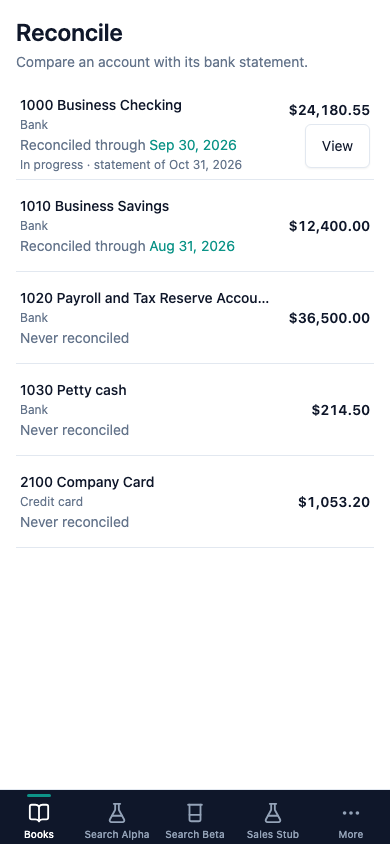 Reconcile
Compare an account with its bank statement.
1000 Business Checking
$24,180.55
Bank
Reconciled through Sep 30, 2026
View
In progress · statement of Oct 31, 2026
1010 Business Savings
Bank
$12,400.00
Reconciled through Aug 31, 2026
1020 Payroll and Tax Reserve Accou...
Bank
$36,500.00
Never reconciled
1030 Petty cash
Bank
$214.50
Never reconciled
2100 Company Card
Credit card
$1,053.20
Never reconciled
Books
Search Alpha
Search Beta
Sales Stub
More